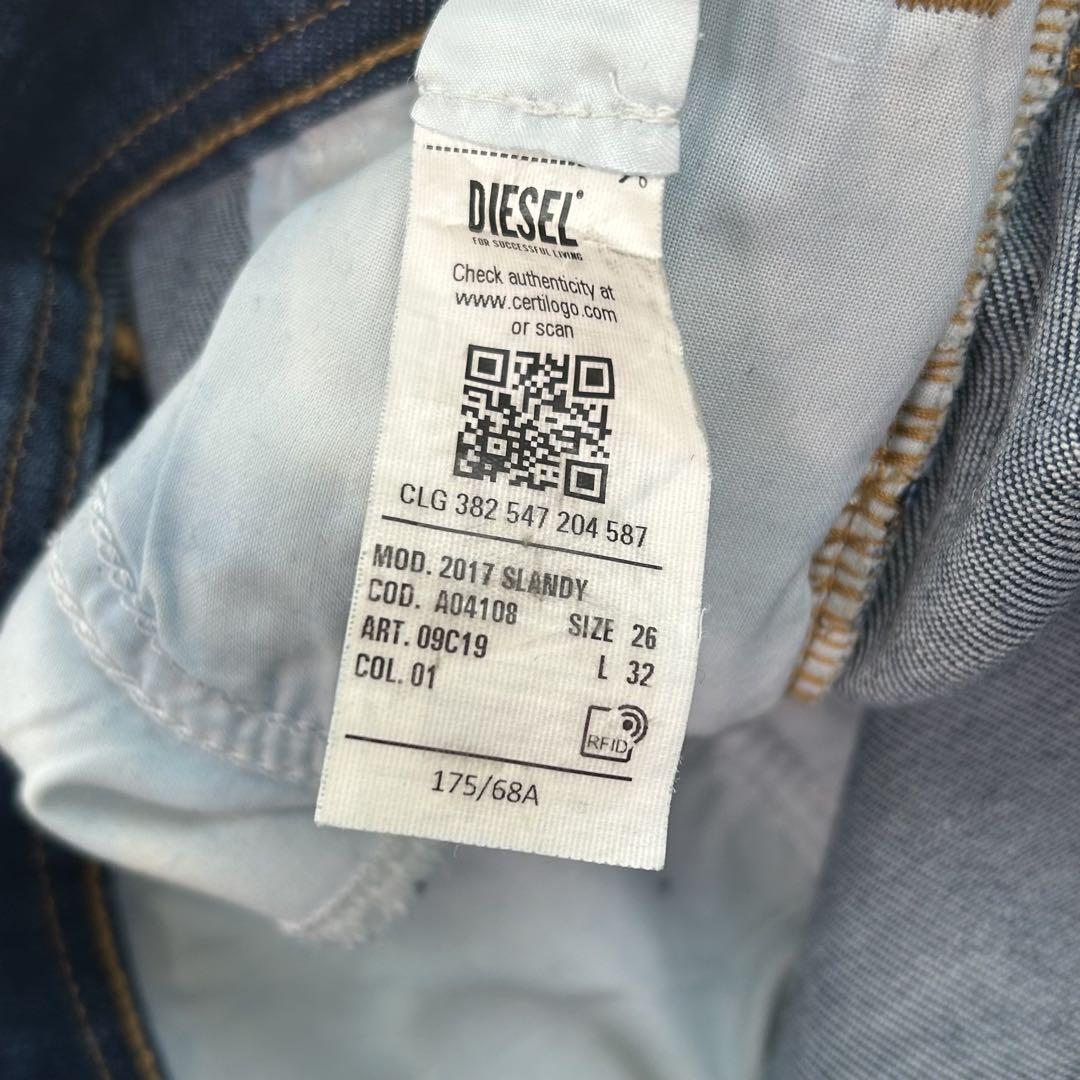 DIESEL
FOR SUCCESSFUL LIVING
Check authenticity at
www.certilogo.com
or scan
CLG 382 547 204 587
MOD. 2017 SLANDY
COD. A04108 SIZE 26
ART. 09C19 L 32
COL. 01
RFID
175/68A